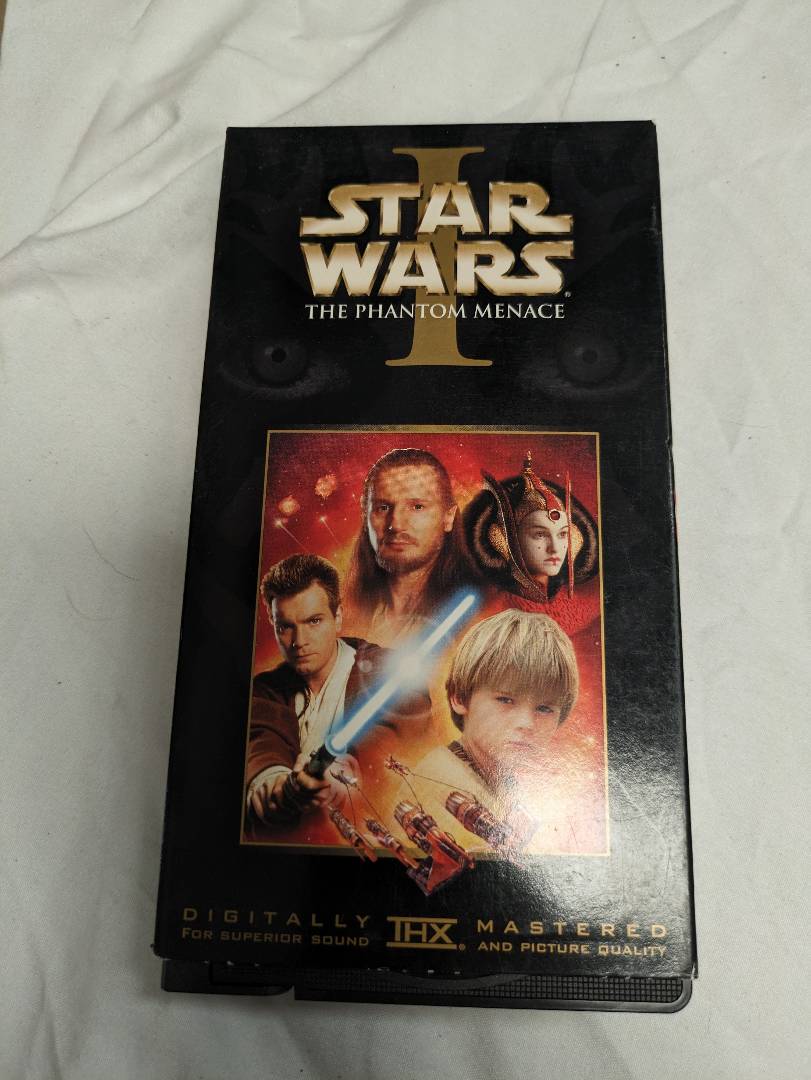 I
STAR
WARS®
THE PHANTOM MENACE
DIGITALLY THX® MASTERED
FOR SUPERIOR SOUND AND PICTURE QUALITY